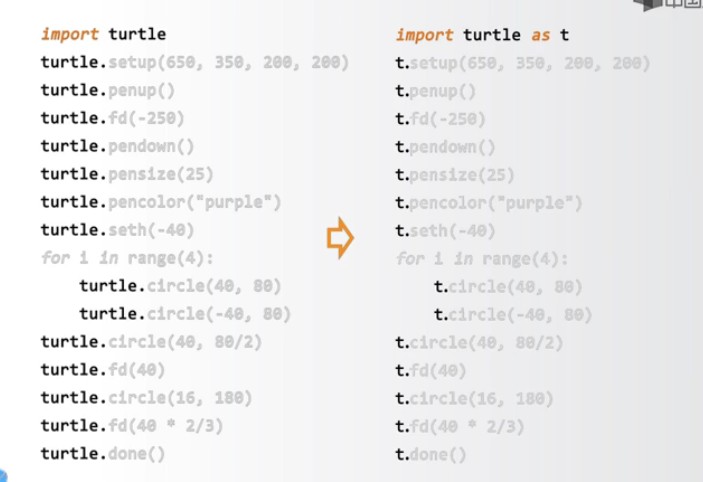 import turtle
turtle.setup(650, 350, 200, 200)
turtle.penup()
turtle.fd(-250)
turtle.pendown()
turtle.pensize(25)
turtle.pencolor("purple")
turtle.seth(-40)
for i in range(4):
    turtle.circle(40, 80)
    turtle.circle(-40, 80)
turtle.circle(40, 80/2)
turtle.fd(40)
turtle.circle(16, 180)
turtle.fd(40 * 2/3)
turtle.done()
import turtle as t
t.setup(650, 350, 200, 200)
t.penup()
t.fd(-250)
t.pendown()
t.pensize(25)
t.pencolor("purple")
t.seth(-40)
for i in range(4):
    t.circle(40, 80)
    t.circle(-40, 80)
t.circle(40, 80/2)
t.fd(40)
t.circle(16, 180)
t.fd(40 * 2/3)
t.done()